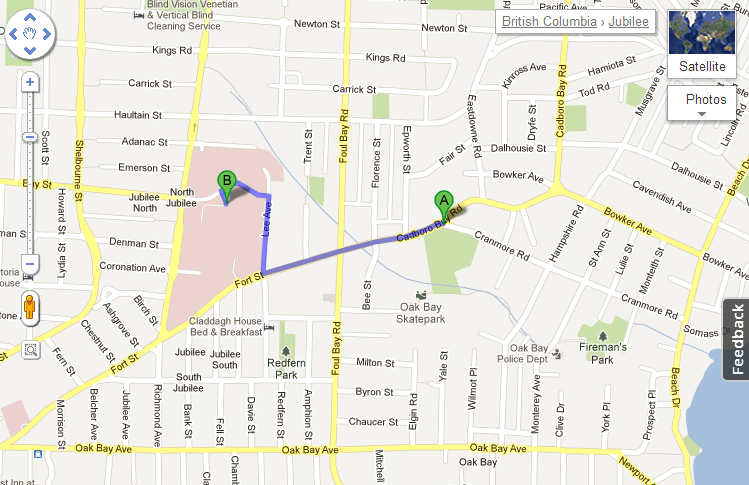 Blind Vision Venetian
& Vertical Blind
Cleaning Service
Newton St
Newton St
Pacific Ave
British Columbia › Jubilee
Satellite
Photos
Kings Rd
Kings Rd
Carrick St
Carrick St
Kinross Ave
Hamiota St
Tod Rd
Musgrave St
Lincoln Rd
Haultain St
Adanac St
Emerson St
Scott St
Shelbourne St
Trent St
Foul Bay Rd
Florence St
Epworth St
Eastdowne Rd
Fair St
Dryfe St
Cadboro Bay Rd
Dalhousie St
Dalhousie St
Beach Dr
Cavendish Ave
Bay St
Howard St
Lydia St
North
Jubilee
Jubilee
North
B
A
Lee Ave
Cadboro Bay Rd
Bowker Ave
Bowker Ave
Denman St
Coronation Ave
Fort St
Cranmore Rd
Cranmore Rd
Hampshire Rd
St Ann St
Lulie St
Monteith St
Birch St
Ashgrove St
Chestnut St
Fern St
Fort St
Bee St
Oak Bay
Skatepark
Claddagh House
Bed & Breakfast
Jubilee
South
Jubilee
South
Jubilee
Redfern
Park
Foul Bay Rd
Milton St
Byron St
Chaucer St
Elgin Rd
Yale St
Wilmot Pl
Oak Bay
Police Dept
Monterey Ave
Clive Dr
Fireman's
Park
York Pl
Prospect Pl
Beach Dr
Somass D
Feedback
Morrison St
Belcher Ave
Jubilee Ave
Richmond Ave
Bank St
Fell St
Davie St
Redfern St
Amphion St
Oak Bay Ave
Oak Bay Ave
Oak Bay Ave
Oak Bay
Mitchell
Newport A
Clare St
Cham